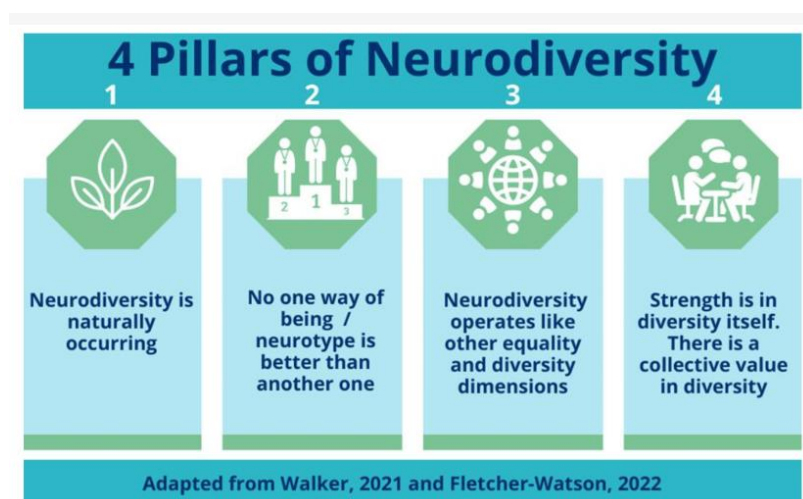 4 Pillars of Neurodiversity
1
2
3
4
2
1
3
Neurodiversity is
naturally
occurring
No one way of
being /
neurotype is
better than
another one
Neurodiversity
operates like
other equality
and diversity
dimensions
Strength is in
diversity itself.
There is a
collective value
in diversity
Adapted from Walker, 2021 and Fletcher-Watson, 2022